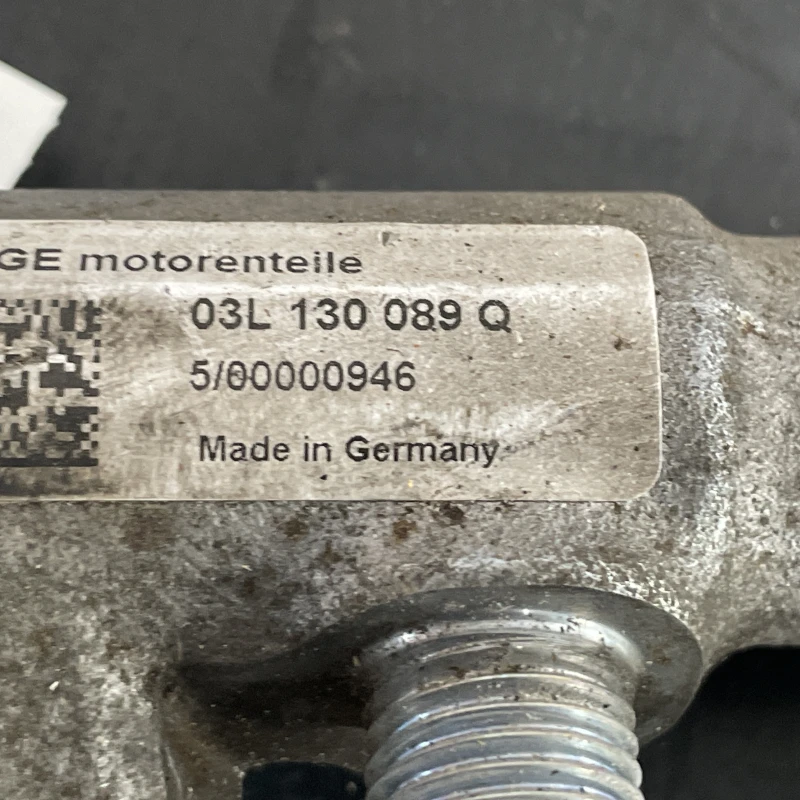 GE motorenteile
03L 130 089 Q
5/00000946
Made in Germany